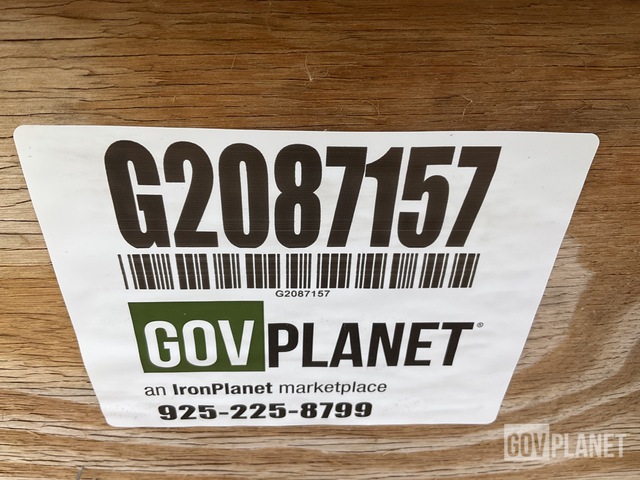 G2087157
G2087157
GOVPLANET®
an IronPlanet marketplace
925-225-8799
GOVPLANET